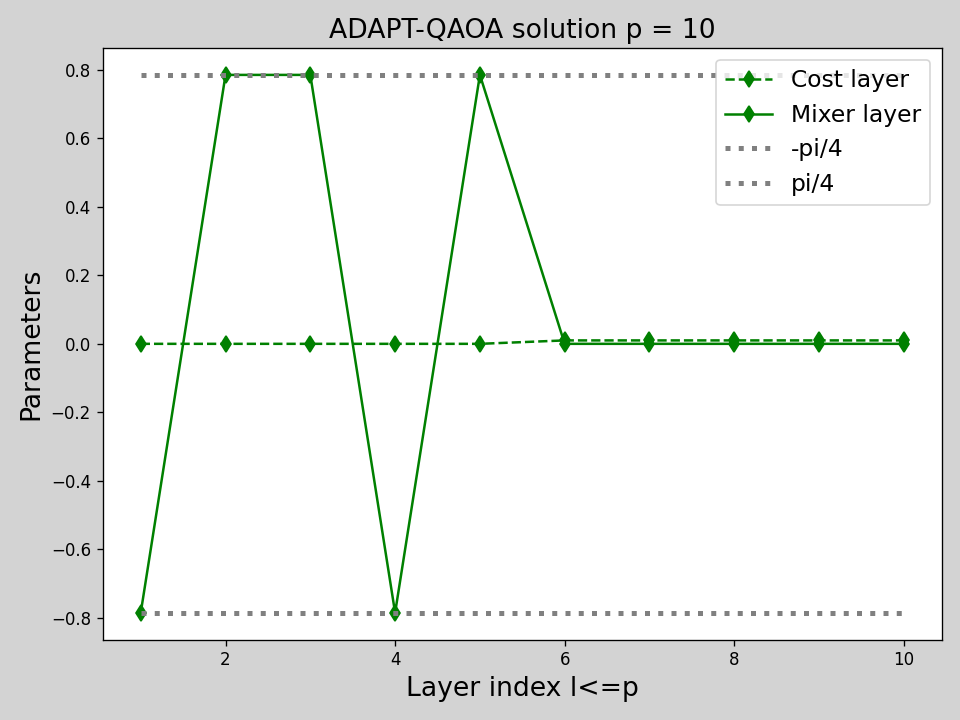 ADAPT-QAOA solution p = 10
Cost layer
Mixer layer
-pi/4
pi/4
0.8
0.6
0.4
0.2
0.0
−0.2
−0.4
−0.6
−0.8
Parameters
2 4 6 8 10
Layer index l<=p